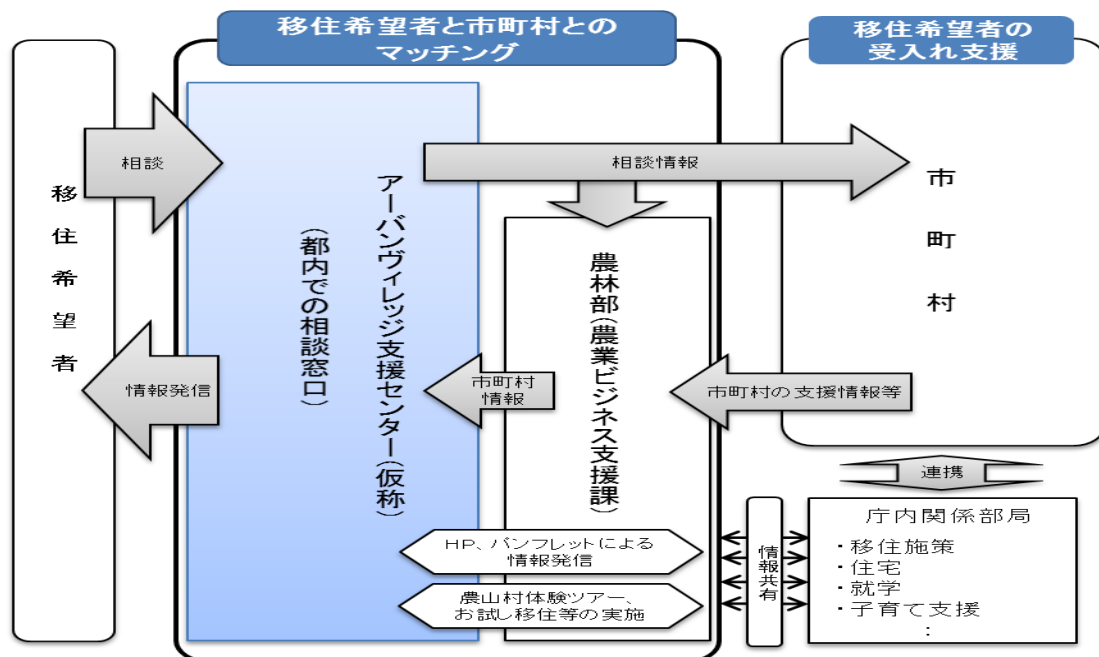 移住希望者と市町村との
マッチング
移住希望者の
受入れ支援
移住希望者
相談
相談情報
市町村
アーバンヴィレッジ支援センター(仮称)
(都内での相談窓口)
農林部(農業ビジネス支援課)
情報発信
市町村
情報
市町村の支援情報等
連携
HP、パンフレットによる
情報発信
農山村体験ツアー、
お試し移住等の実施
情報共有
庁内関係部局
・移住施策
・住宅
・就学
・子育て支援
：